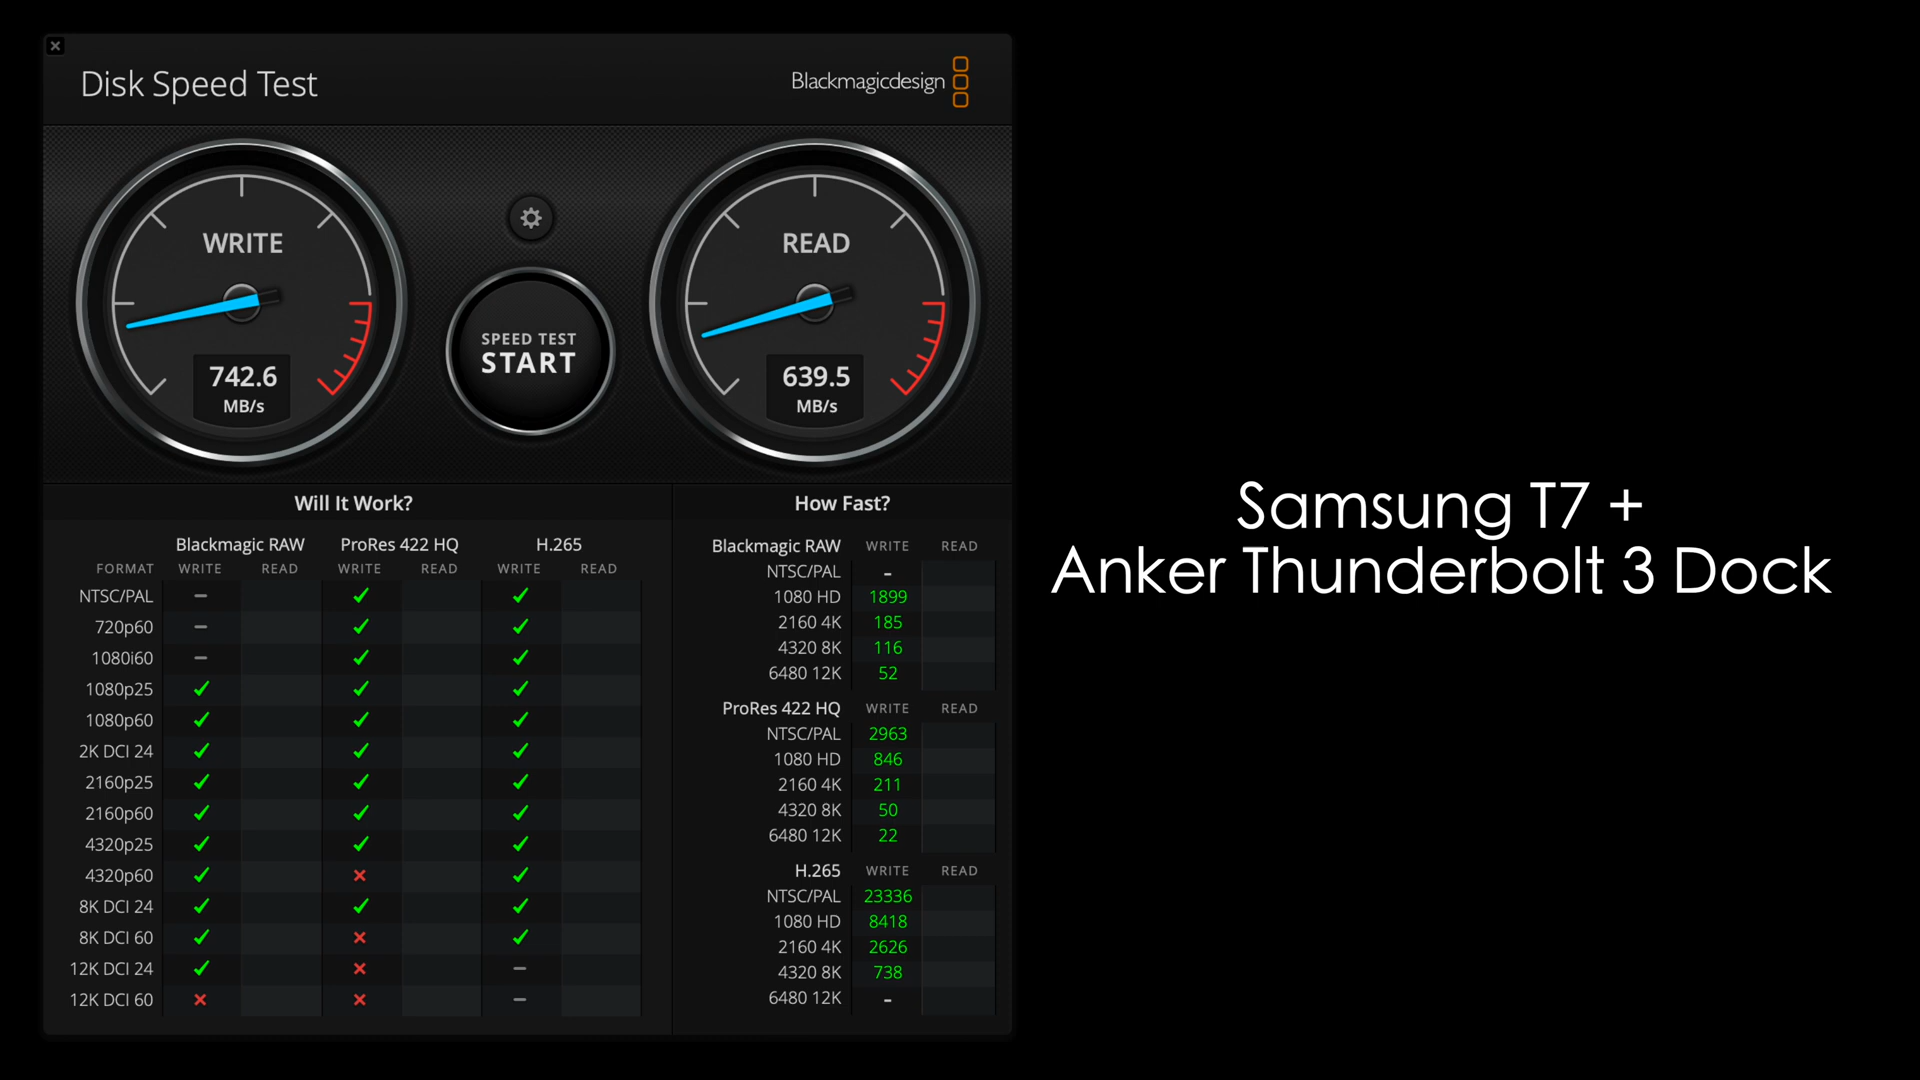 Disk Speed Test
Blackmagicdesign
WRITE
742.6
MB/s
SPEED TEST
START
READ
639.5
MB/s
Will It Work?
Blackmagic RAW ProRes 422 HQ H.265
FORMAT WRITE READ WRITE READ WRITE READ
NTSC/PAL – ✓ ✓
720p60 – ✓ ✓
1080i60 – ✓ ✓
1080p25 ✓ ✓ ✓
1080p60 ✓ ✓ ✓
2K DCI 24 ✓ ✓ ✓
2160p25 ✓ ✓ ✓
2160p60 ✓ ✓ ✓
4320p25 ✓ ✓ ✓
4320p60 ✓ ✗ ✓
8K DCI 24 ✓ ✓ ✓
8K DCI 60 ✓ ✗ ✓
12K DCI 24 ✓ ✗ –
12K DCI 60 ✗ ✗ –
How Fast?
Blackmagic RAW WRITE READ
NTSC/PAL -
1080 HD 1899
2160 4K 185
4320 8K 116
6480 12K 52
ProRes 422 HQ WRITE READ
NTSC/PAL 2963
1080 HD 846
2160 4K 211
4320 8K 50
6480 12K 22
H.265 WRITE READ
NTSC/PAL 23336
1080 HD 8418
2160 4K 2626
4320 8K 738
6480 12K -
Samsung T7 +
Anker Thunderbolt 3 Dock